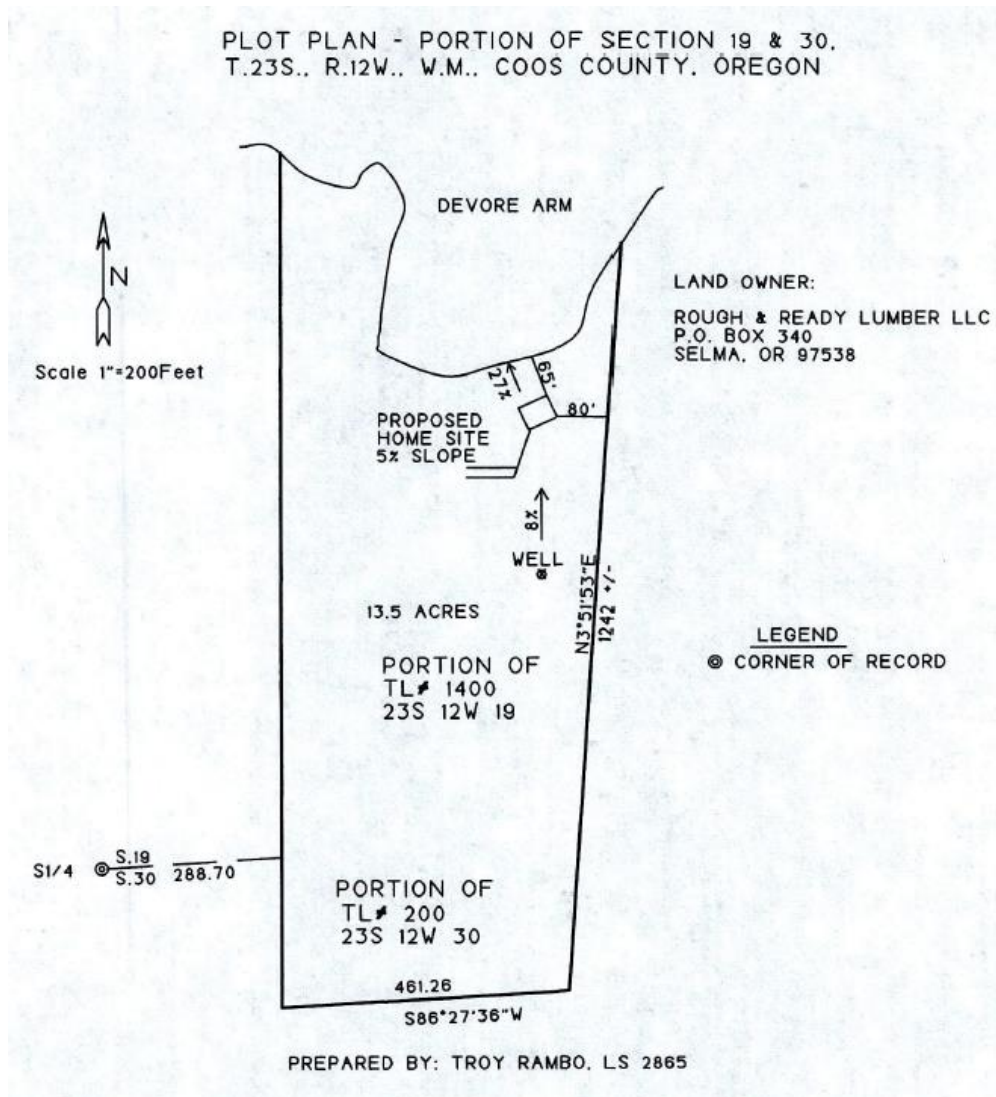 PLOT PLAN - PORTION OF SECTION 19 & 30,
T.23S., R.12W., W.M., COOS COUNTY, OREGON
DEVORE ARM
N
Scale 1"=200Feet
LAND OWNER:
ROUGH & READY LUMBER LLC
P.O. BOX 340
SELMA, OR 97538
27%
65'
80'
PROPOSED
HOME SITE
5% SLOPE
8%
WELL
N3°51'53"E
1242 +/-
13.5 ACRES
LEGEND
CORNER OF RECORD
PORTION OF
TL# 1400
23S 12W 19
S1/4
S.19
S.30
288.70
PORTION OF
TL# 200
23S 12W 30
461.26
S86°27'36"W
PREPARED BY: TROY RAMBO, LS 2865